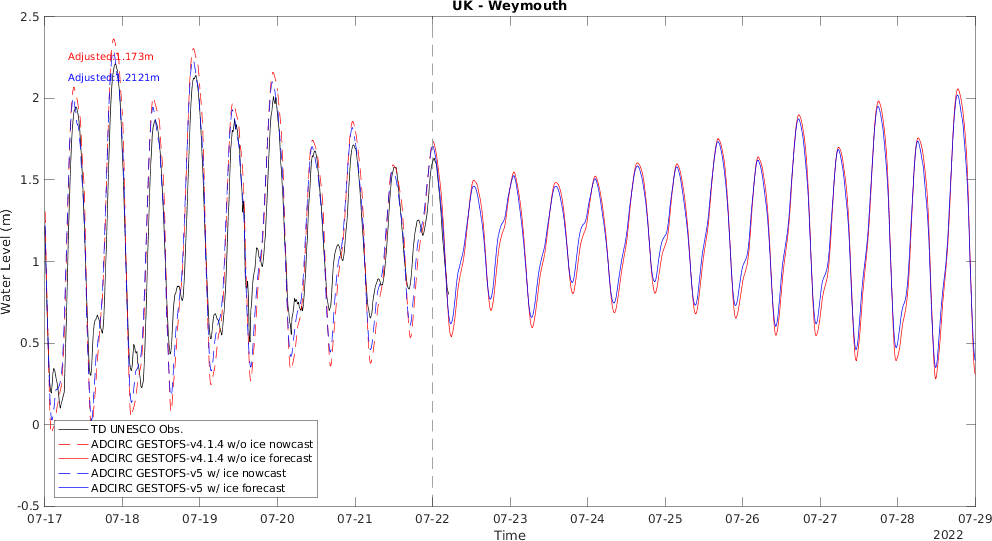 UK - Weymouth
2.5
2
1.5
1
0.5
0
-0.5
Water Level (m)
Adjusted:1.173m
Adjusted:1.2121m
TD UNESCO Obs.
ADCIRC GESTOFS-v4.1.4 w/o ice nowcast
ADCIRC GESTOFS-v4.1.4 w/o ice forecast
ADCIRC GESTOFS-v5 w/ ice nowcast
ADCIRC GESTOFS-v5 w/ ice forecast
07-17 07-18 07-19 07-20 07-21 07-22 07-23 07-24 07-25 07-26 07-27 07-28 07-29
Time
2022